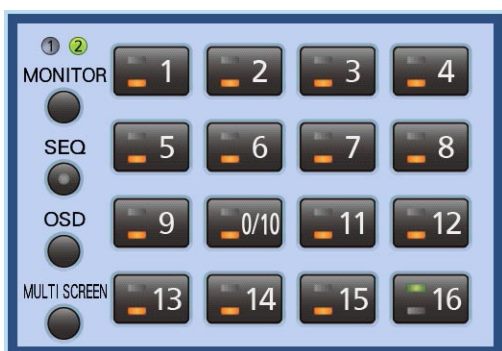 1 2
MONITOR
1 2 3 4
SEQ
5 6 7 8
OSD
9 0/10 11 12
MULTI SCREEN
13 14 15 16